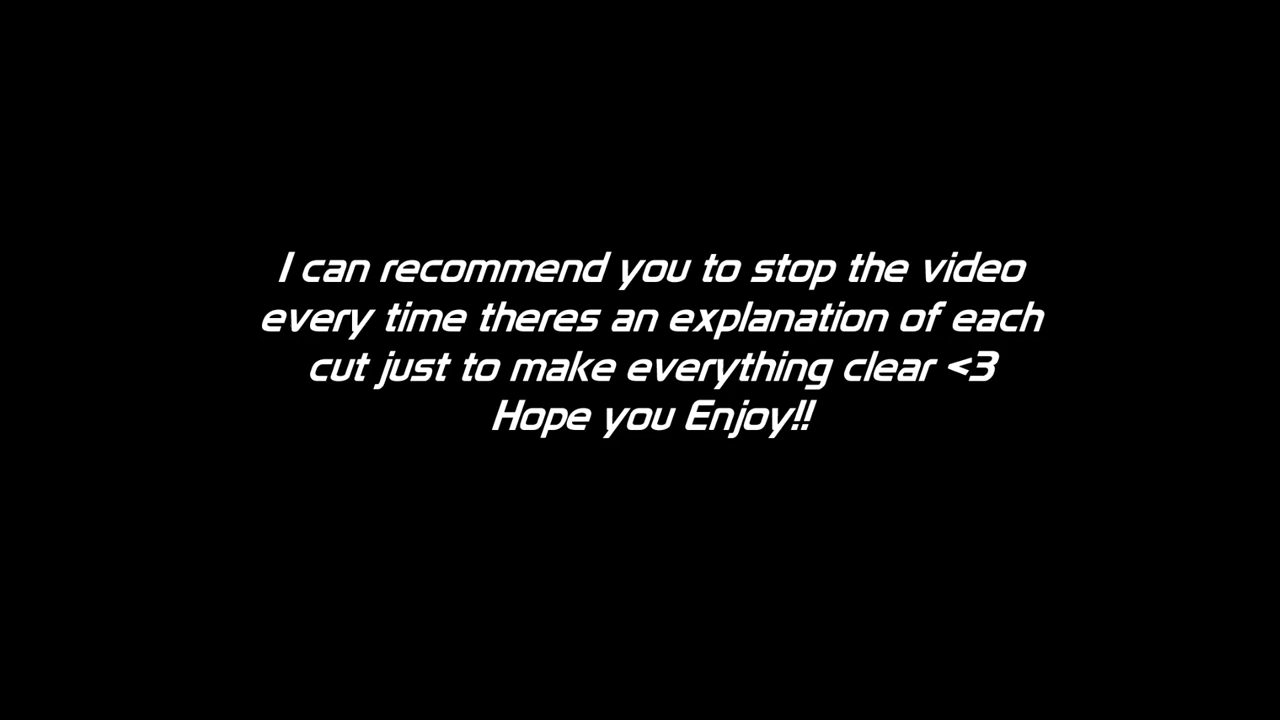 I can recommend you to stop the video
every time theres an explanation of each
cut just to make everything clear <3
Hope you Enjoy!!